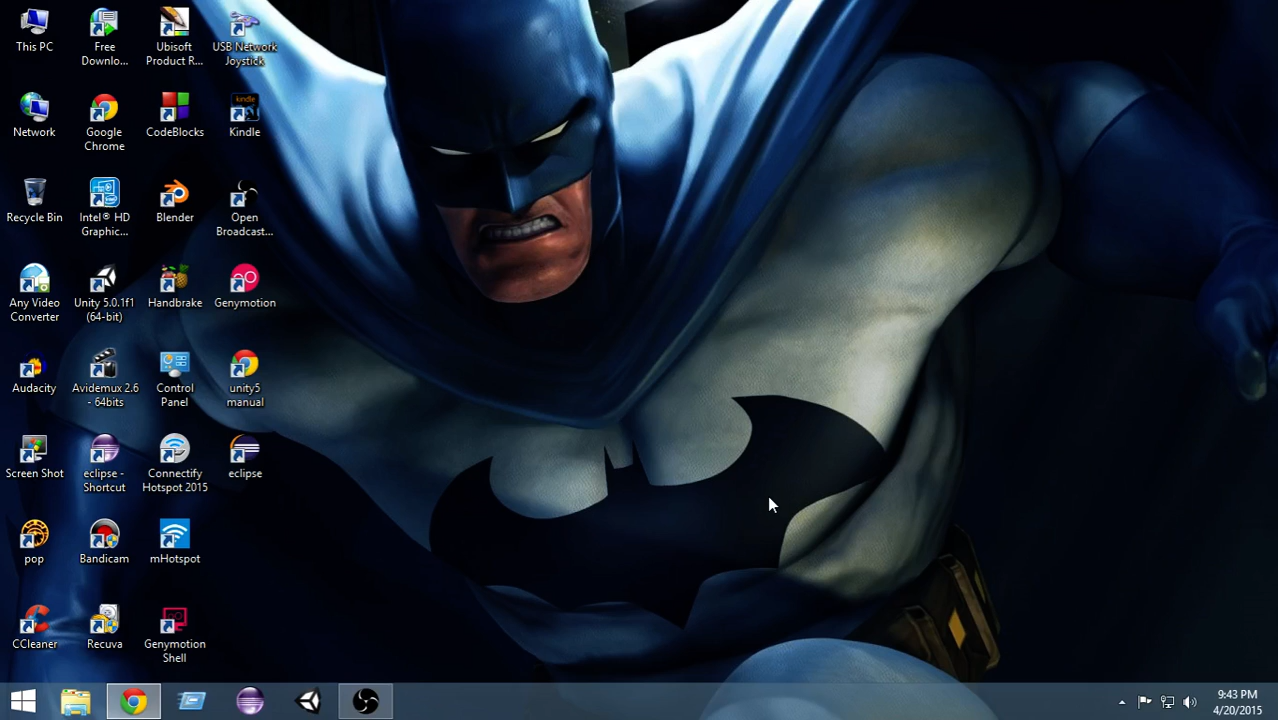 This PC
Free
Downlo...
Ubisoft
Product R...
USB Network
Joystick
Network
Google
Chrome
CodeBlocks
kindle
Kindle
Recycle Bin
Intel® HD
Graphic...
Blender
Open
Broadcast...
Any Video
Converter
Unity 5.0.1f1
(64-bit)
Handbrake
Genymotion
Audacity
Avidemux 2.6
- 64bits
Control
Panel
unity5
manual
Screen Shot
eclipse -
Shortcut
Connectify
Hotspot 2015
eclipse
pop
Bandicam
mHotspot
CCleaner
Recuva
Genymotion
Shell
9:43 PM
4/20/2015